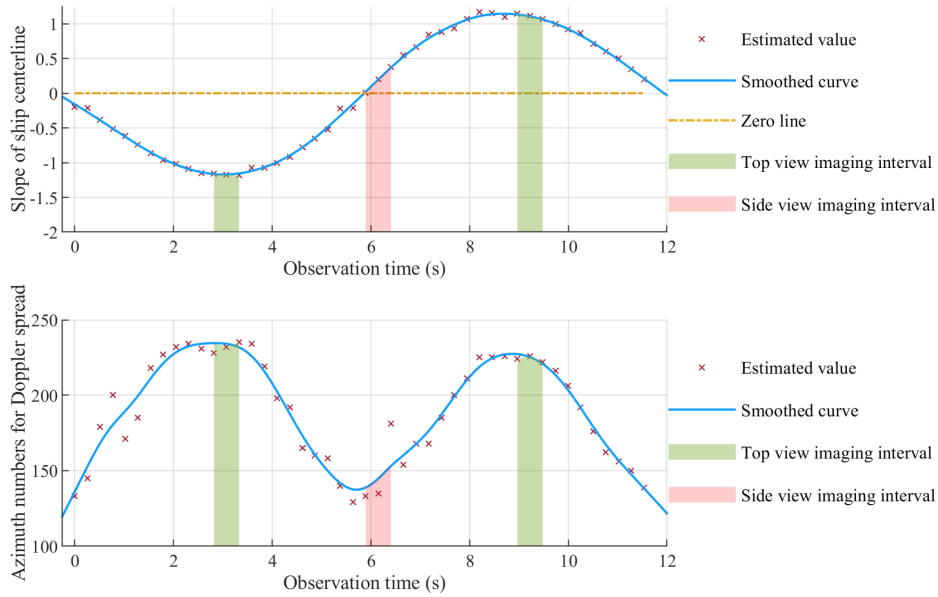 Slope of ship centerline
1
0.5
0
-0.5
-1
-1.5
-2
0 2 4 6 8 10 12
Observation time (s)
Estimated value
Smoothed curve
Zero line
Top view imaging interval
Side view imaging interval
Azimuth numbers for Doppler spread
250
200
150
100
0 2 4 6 8 10 12
Observation time (s)
Estimated value
Smoothed curve
Top view imaging interval
Side view imaging interval